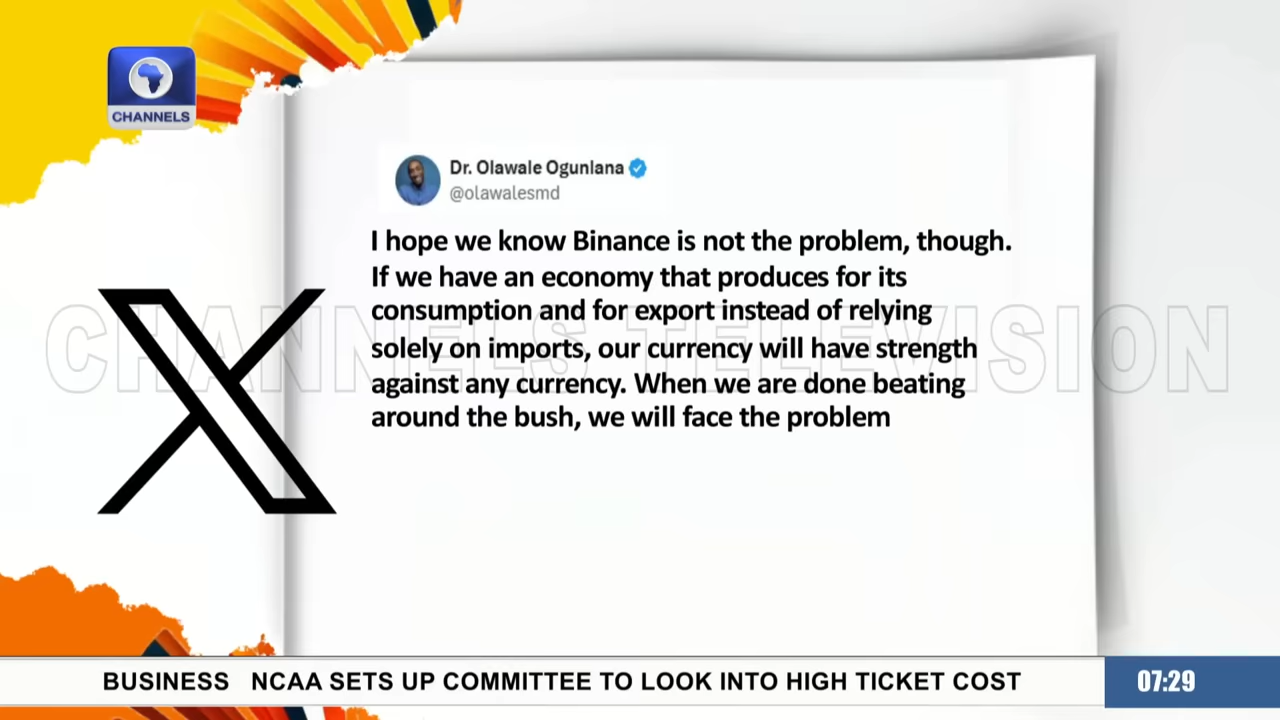 CHANNELS
Dr. Olawale Ogunlana
@olawalesmd
I hope we know Binance is not the problem, though.
If we have an economy that produces for its
consumption and for export instead of relying
solely on imports, our currency will have strength
against any currency. When we are done beating
around the bush, we will face the problem
CHANNELS TELEVISION
BUSINESS NCAA SETS UP COMMITTEE TO LOOK INTO HIGH TICKET COST
07:29